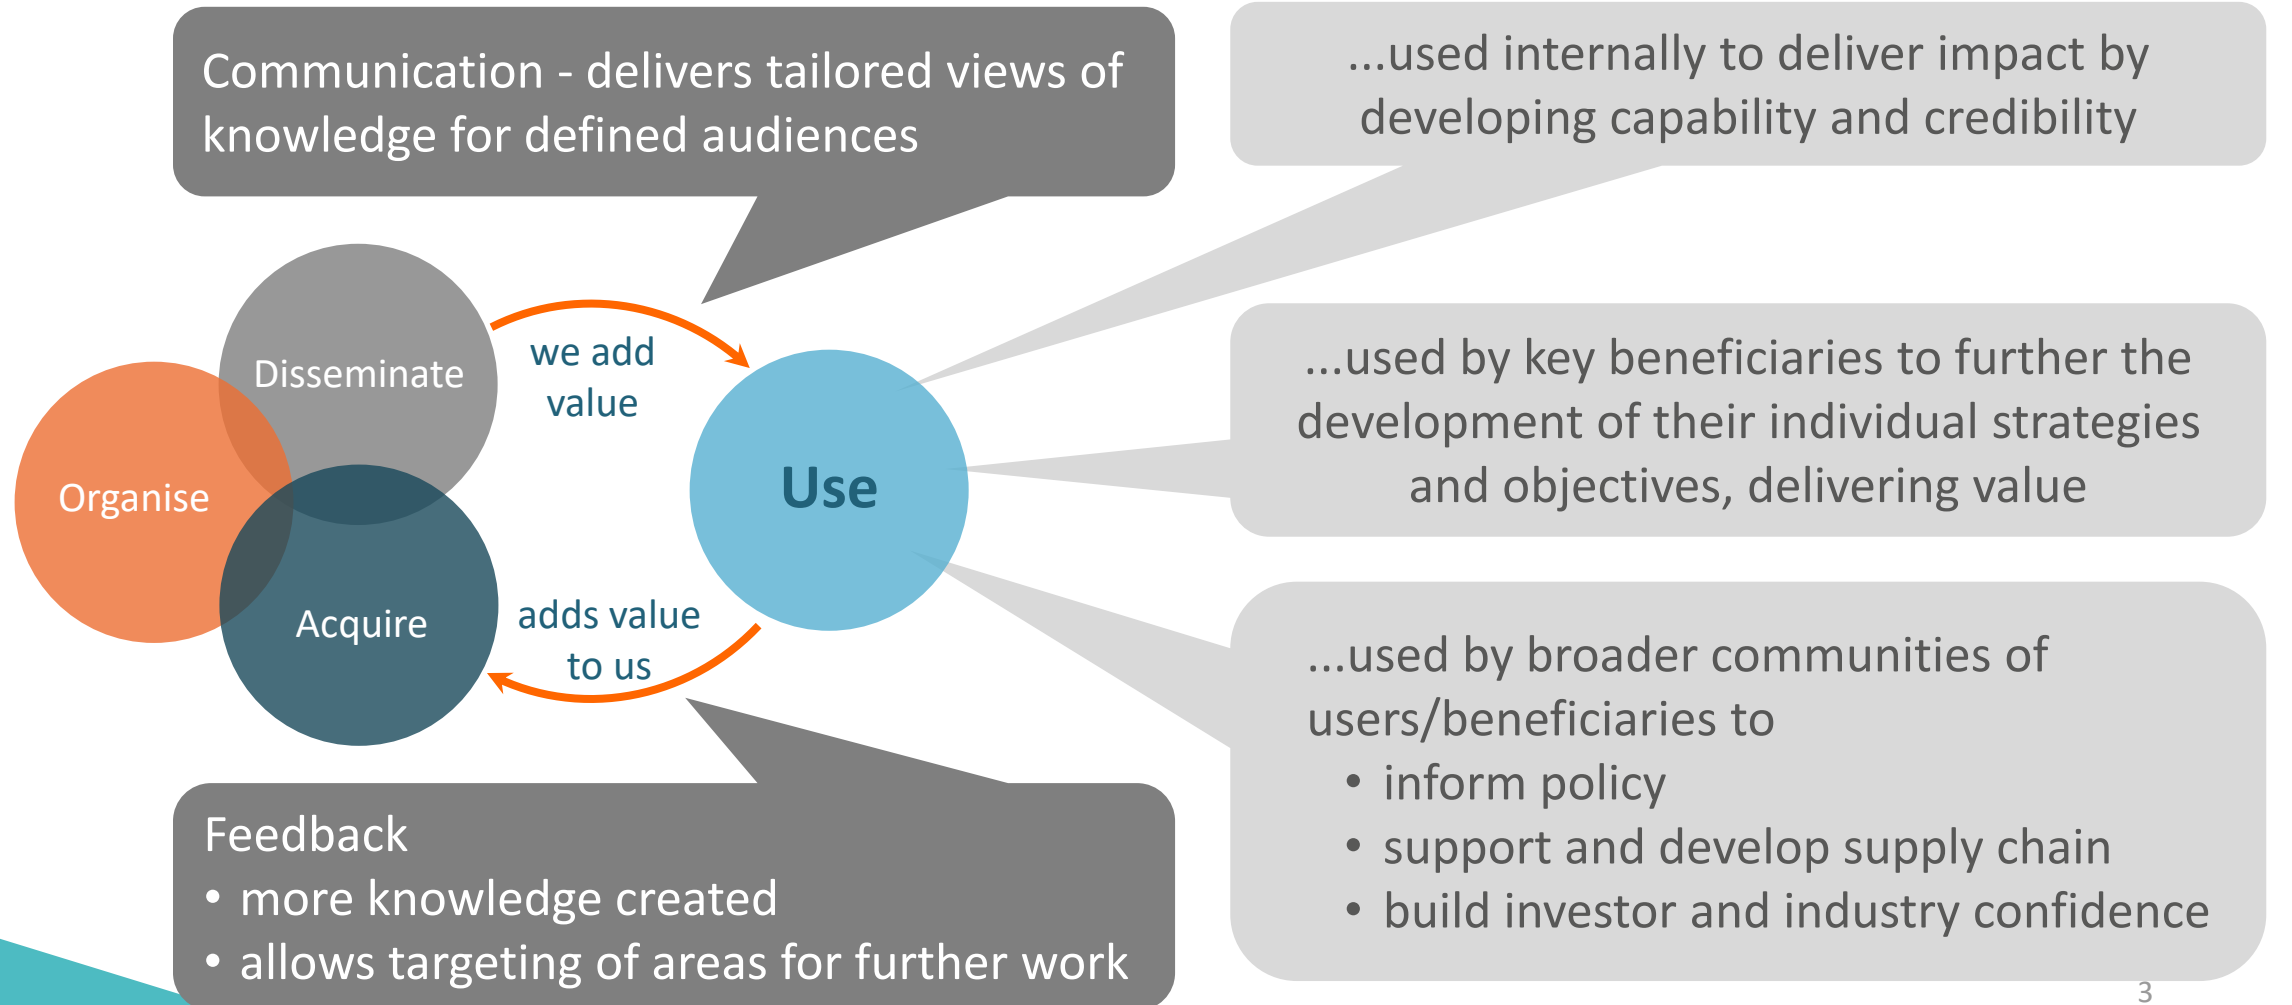 Communication - delivers tailored views of
knowledge for defined audiences
...used internally to deliver impact by
developing capability and credibility
Disseminate
we add
value
Organise
Use
...used by key beneficiaries to further the
development of their individual strategies
and objectives, delivering value
Acquire
adds value
to us
...used by broader communities of
users/beneficiaries to
• inform policy
• support and develop supply chain
• build investor and industry confidence
Feedback
• more knowledge created
• allows targeting of areas for further work
3